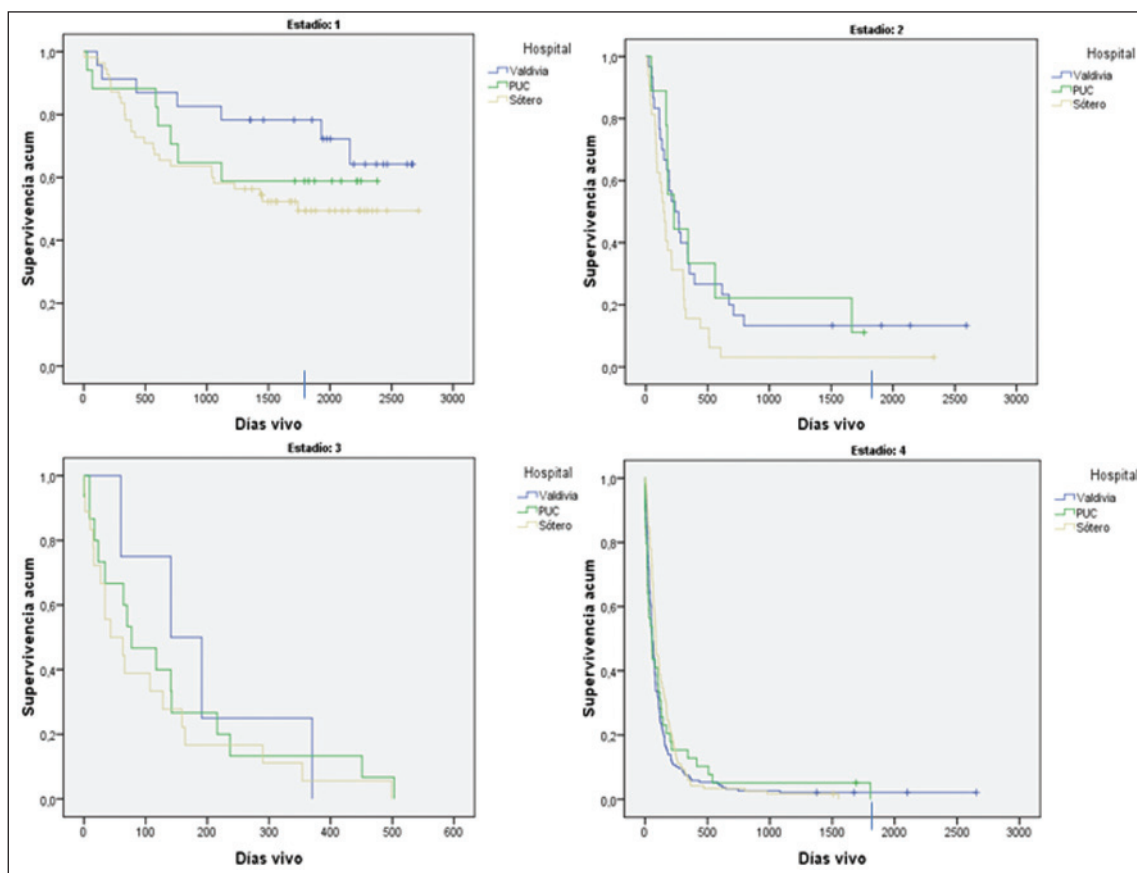 Estadío: 1
Hospital
Valdivia
PUC
Sótero
Supervivencia acum
1,0
0,8
0,6
0,4
0,2
0,0
0 500 1000 1500 2000 2500 3000
Días vivo
Estadío: 2
Hospital
Valdivia
PUC
Sótero
Supervivencia acum
1,0
0,8
0,6
0,4
0,2
0,0
0 500 1000 1500 2000 2500 3000
Días vivo
Estadío: 3
Hospital
Valdivia
PUC
Sótero
Supervivencia acum
1,0
0,8
0,6
0,4
0,2
0,0
0 100 200 300 400 500 600
Días vivo
Estadío: 4
Hospital
Valdivia
PUC
Sótero
Supervivencia acum
1,0
0,8
0,6
0,4
0,2
0,0
0 500 1000 1500 2000 2500 3000
Días vivo